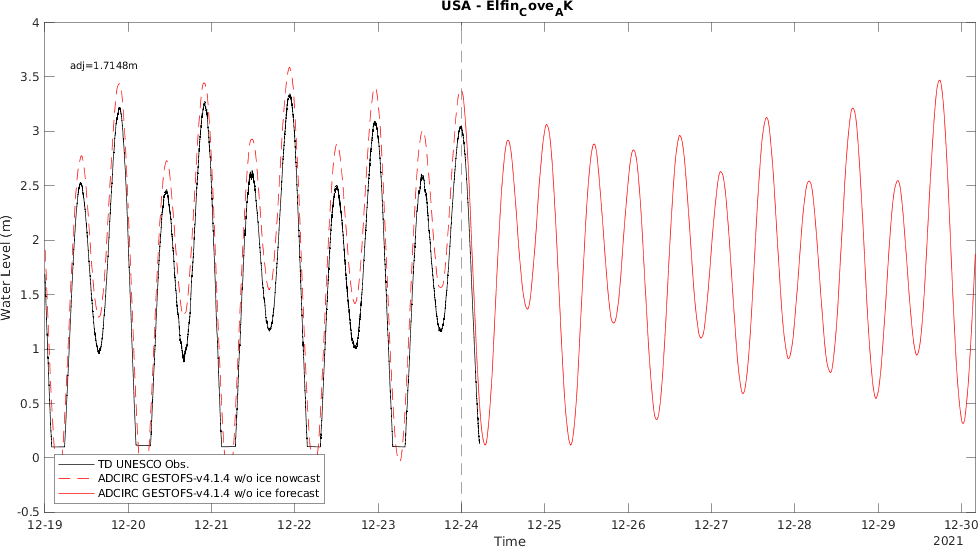 USA - ElfinCoveAK
4
adj=1.7148m
3.5
3
2.5
2
1.5
1
0.5
0
-0.5
Water Level (m)
TD UNESCO Obs.
ADCIRC GESTOFS-v4.1.4 w/o ice nowcast
ADCIRC GESTOFS-v4.1.4 w/o ice forecast
12-19 12-20 12-21 12-22 12-23 12-24 12-25 12-26 12-27 12-28 12-29 12-30
Time
2021